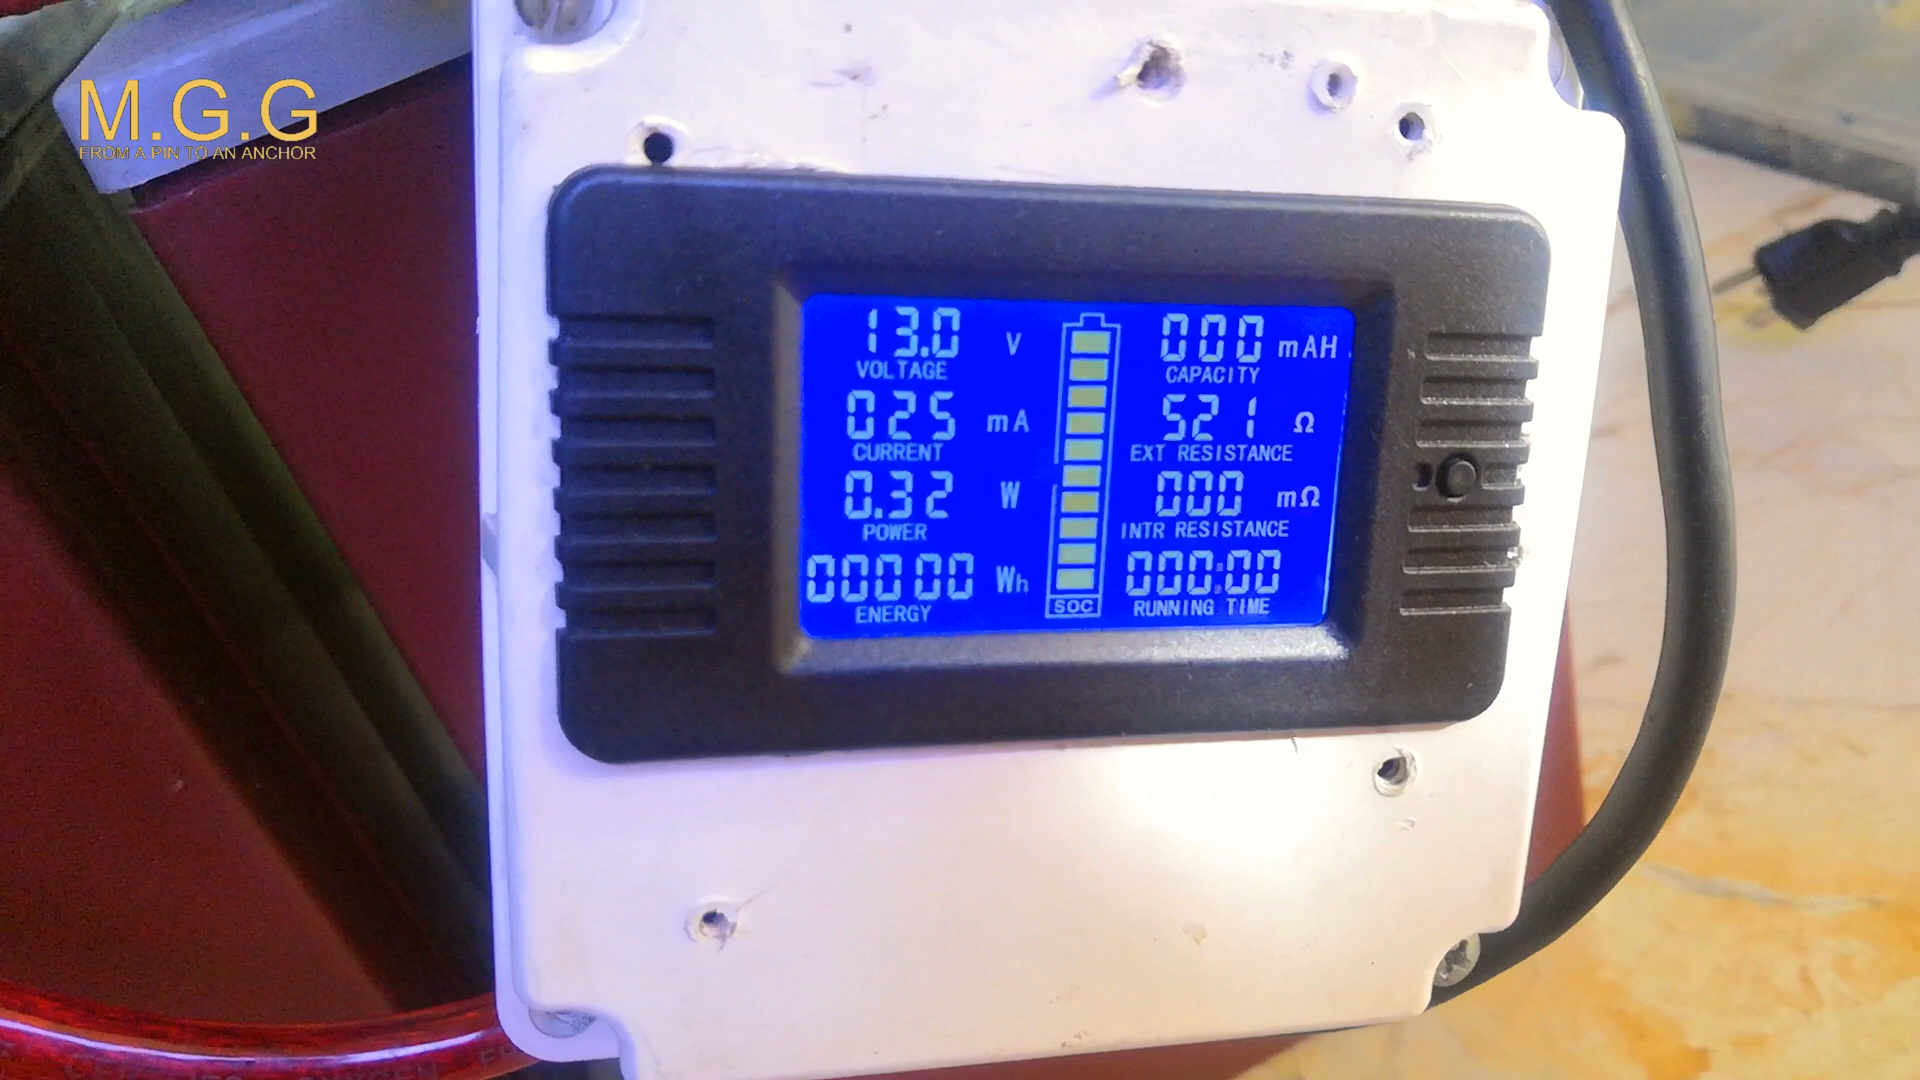 M.G.G
FROM A PIN TO AN ANCHOR
13.0 V
VOLTAGE
025 mA
CURRENT
0.32 W
POWER
00000 Wh
ENERGY
SOC
000 mAH
CAPACITY
521 Ω
EXT RESISTANCE
000 mΩ
INTR RESISTANCE
000:00
RUNNING TIME